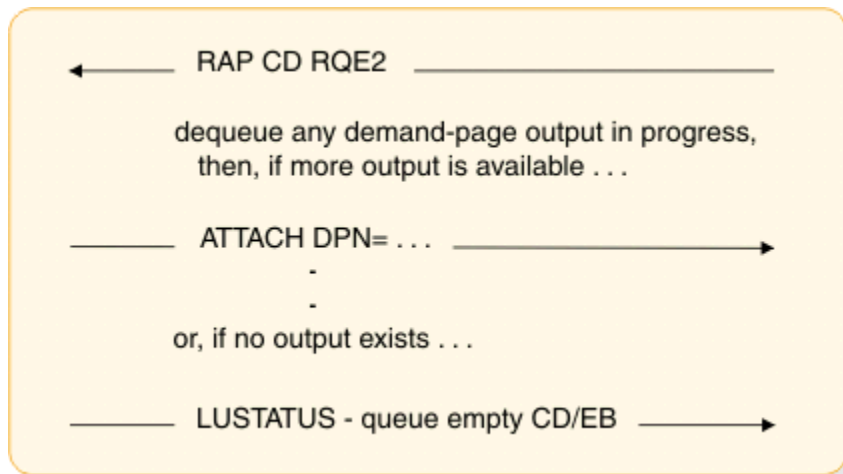 RAP CD RQE2
dequeue any demand-page output in progress,
then, if more output is available . . .
ATTACH DPN= . . .
-
-
or, if no output exists . . .
LUSTATUS - queue empty CD/EB